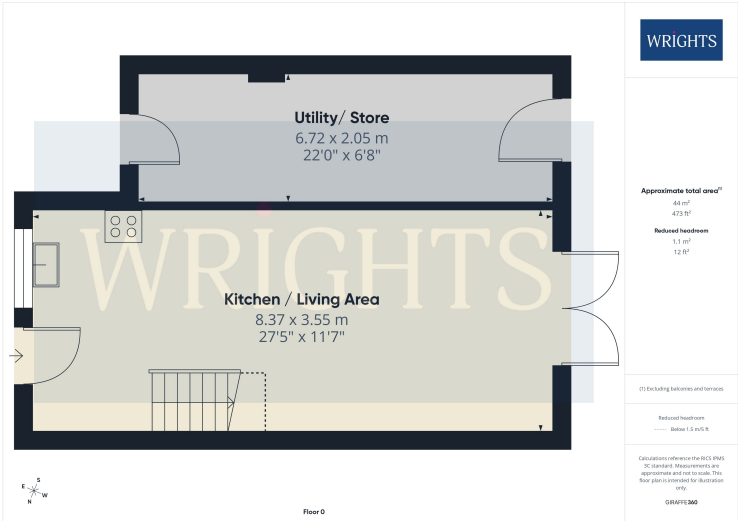 WRIGHTS
Utility/ Store
6.72 x 2.05 m
22'0" x 6'8"
WRIGHTS
Kitchen / Living Area
8.37 x 3.55 m
27'5" x 11'7"
S
E
W
N
Floor 0
Approximate total area(1)
44 m²
473 ft²
Reduced headroom
1.1 m²
12 ft²
(1) Excluding balconies and terraces
Reduced headroom
Below 1.5 m/5 ft
Calculations reference the RICS IPMS
3C standard. Measurements are
approximate and not to scale. This
floor plan is intended for illustration
only.
GIRAFFE360